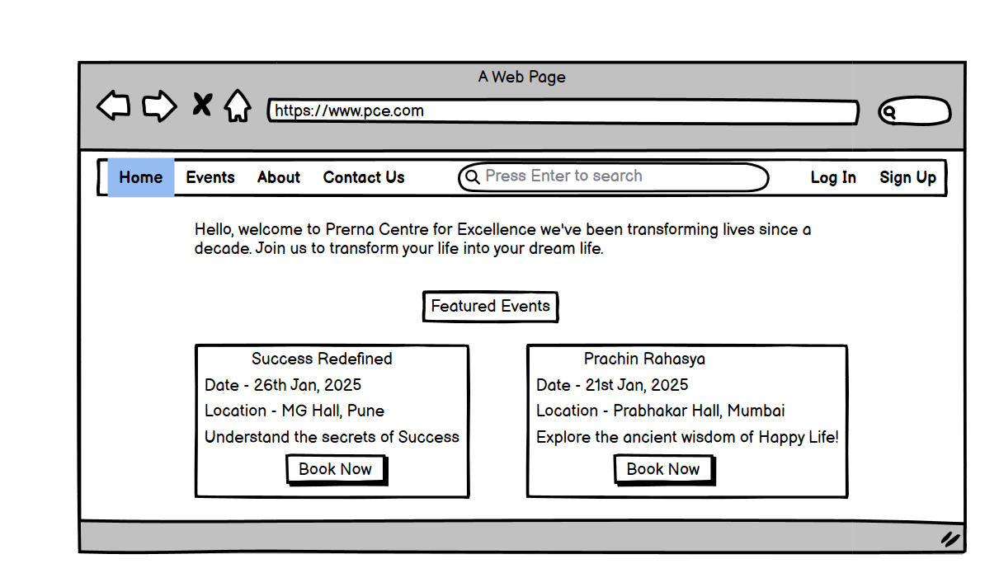 A Web Page
https://www.pce.com
Home Events About Contact Us Press Enter to search Log In Sign Up
Hello, welcome to Prerna Centre for Excellence we've been transforming lives since a
decade. Join us to transform your life into your dream life.
Featured Events
Success Redefined
Date - 26th Jan, 2025
Location - MG Hall, Pune
Understand the secrets of Success
Book Now
Prachin Rahasya
Date - 21st Jan, 2025
Location - Prabhakar Hall, Mumbai
Explore the ancient wisdom of Happy Life!
Book Now